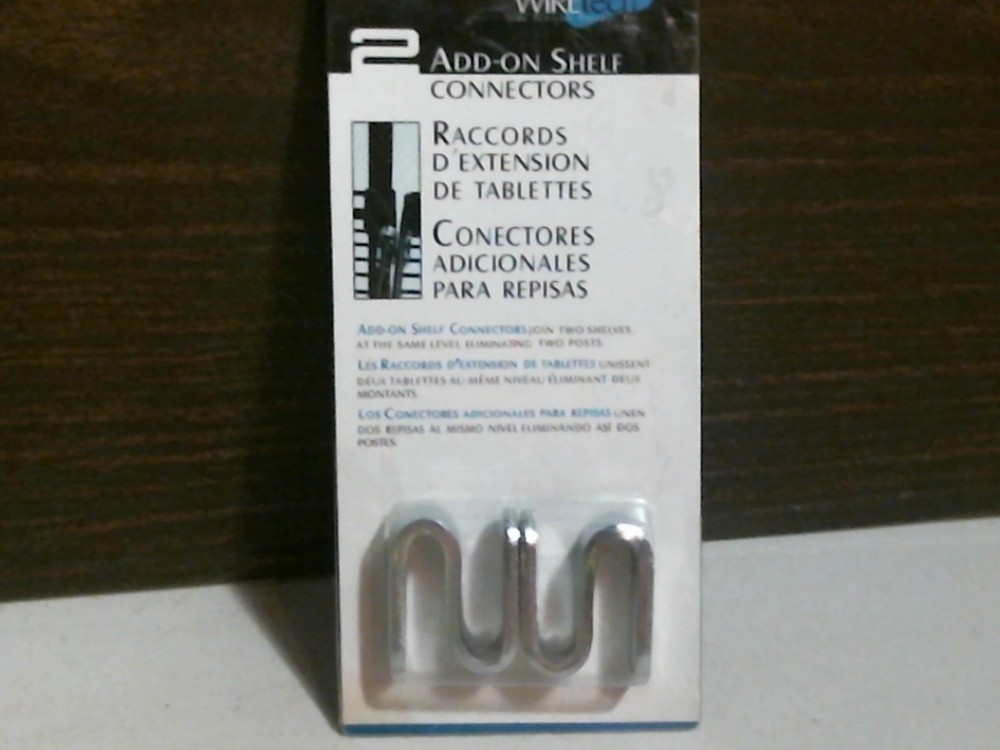 WIRETech
2 ADD-ON SHELF
CONNECTORS
RACCORDS
D'EXTENSION
DE TABLETTES
CONECTORES
ADICIONALES
PARA REPISAS
ADD-ON SHELF CONNECTORS JOIN TWO SHELVES
AT THE SAME LEVEL ELIMINATING TWO POSTS.
LES RACCORDS D'EXTENSION DE TABLETTES UNISSENT
DEUX TABLETTES AU MÊME NIVEAU ÉLIMINANT DEUX
MONTANTS.
LOS CONECTORES ADICIONALES PARA REPISAS UNEN
DOS REPISAS AL MISMO NIVEL ELIMINANDO ASÍ DOS
POSTES.